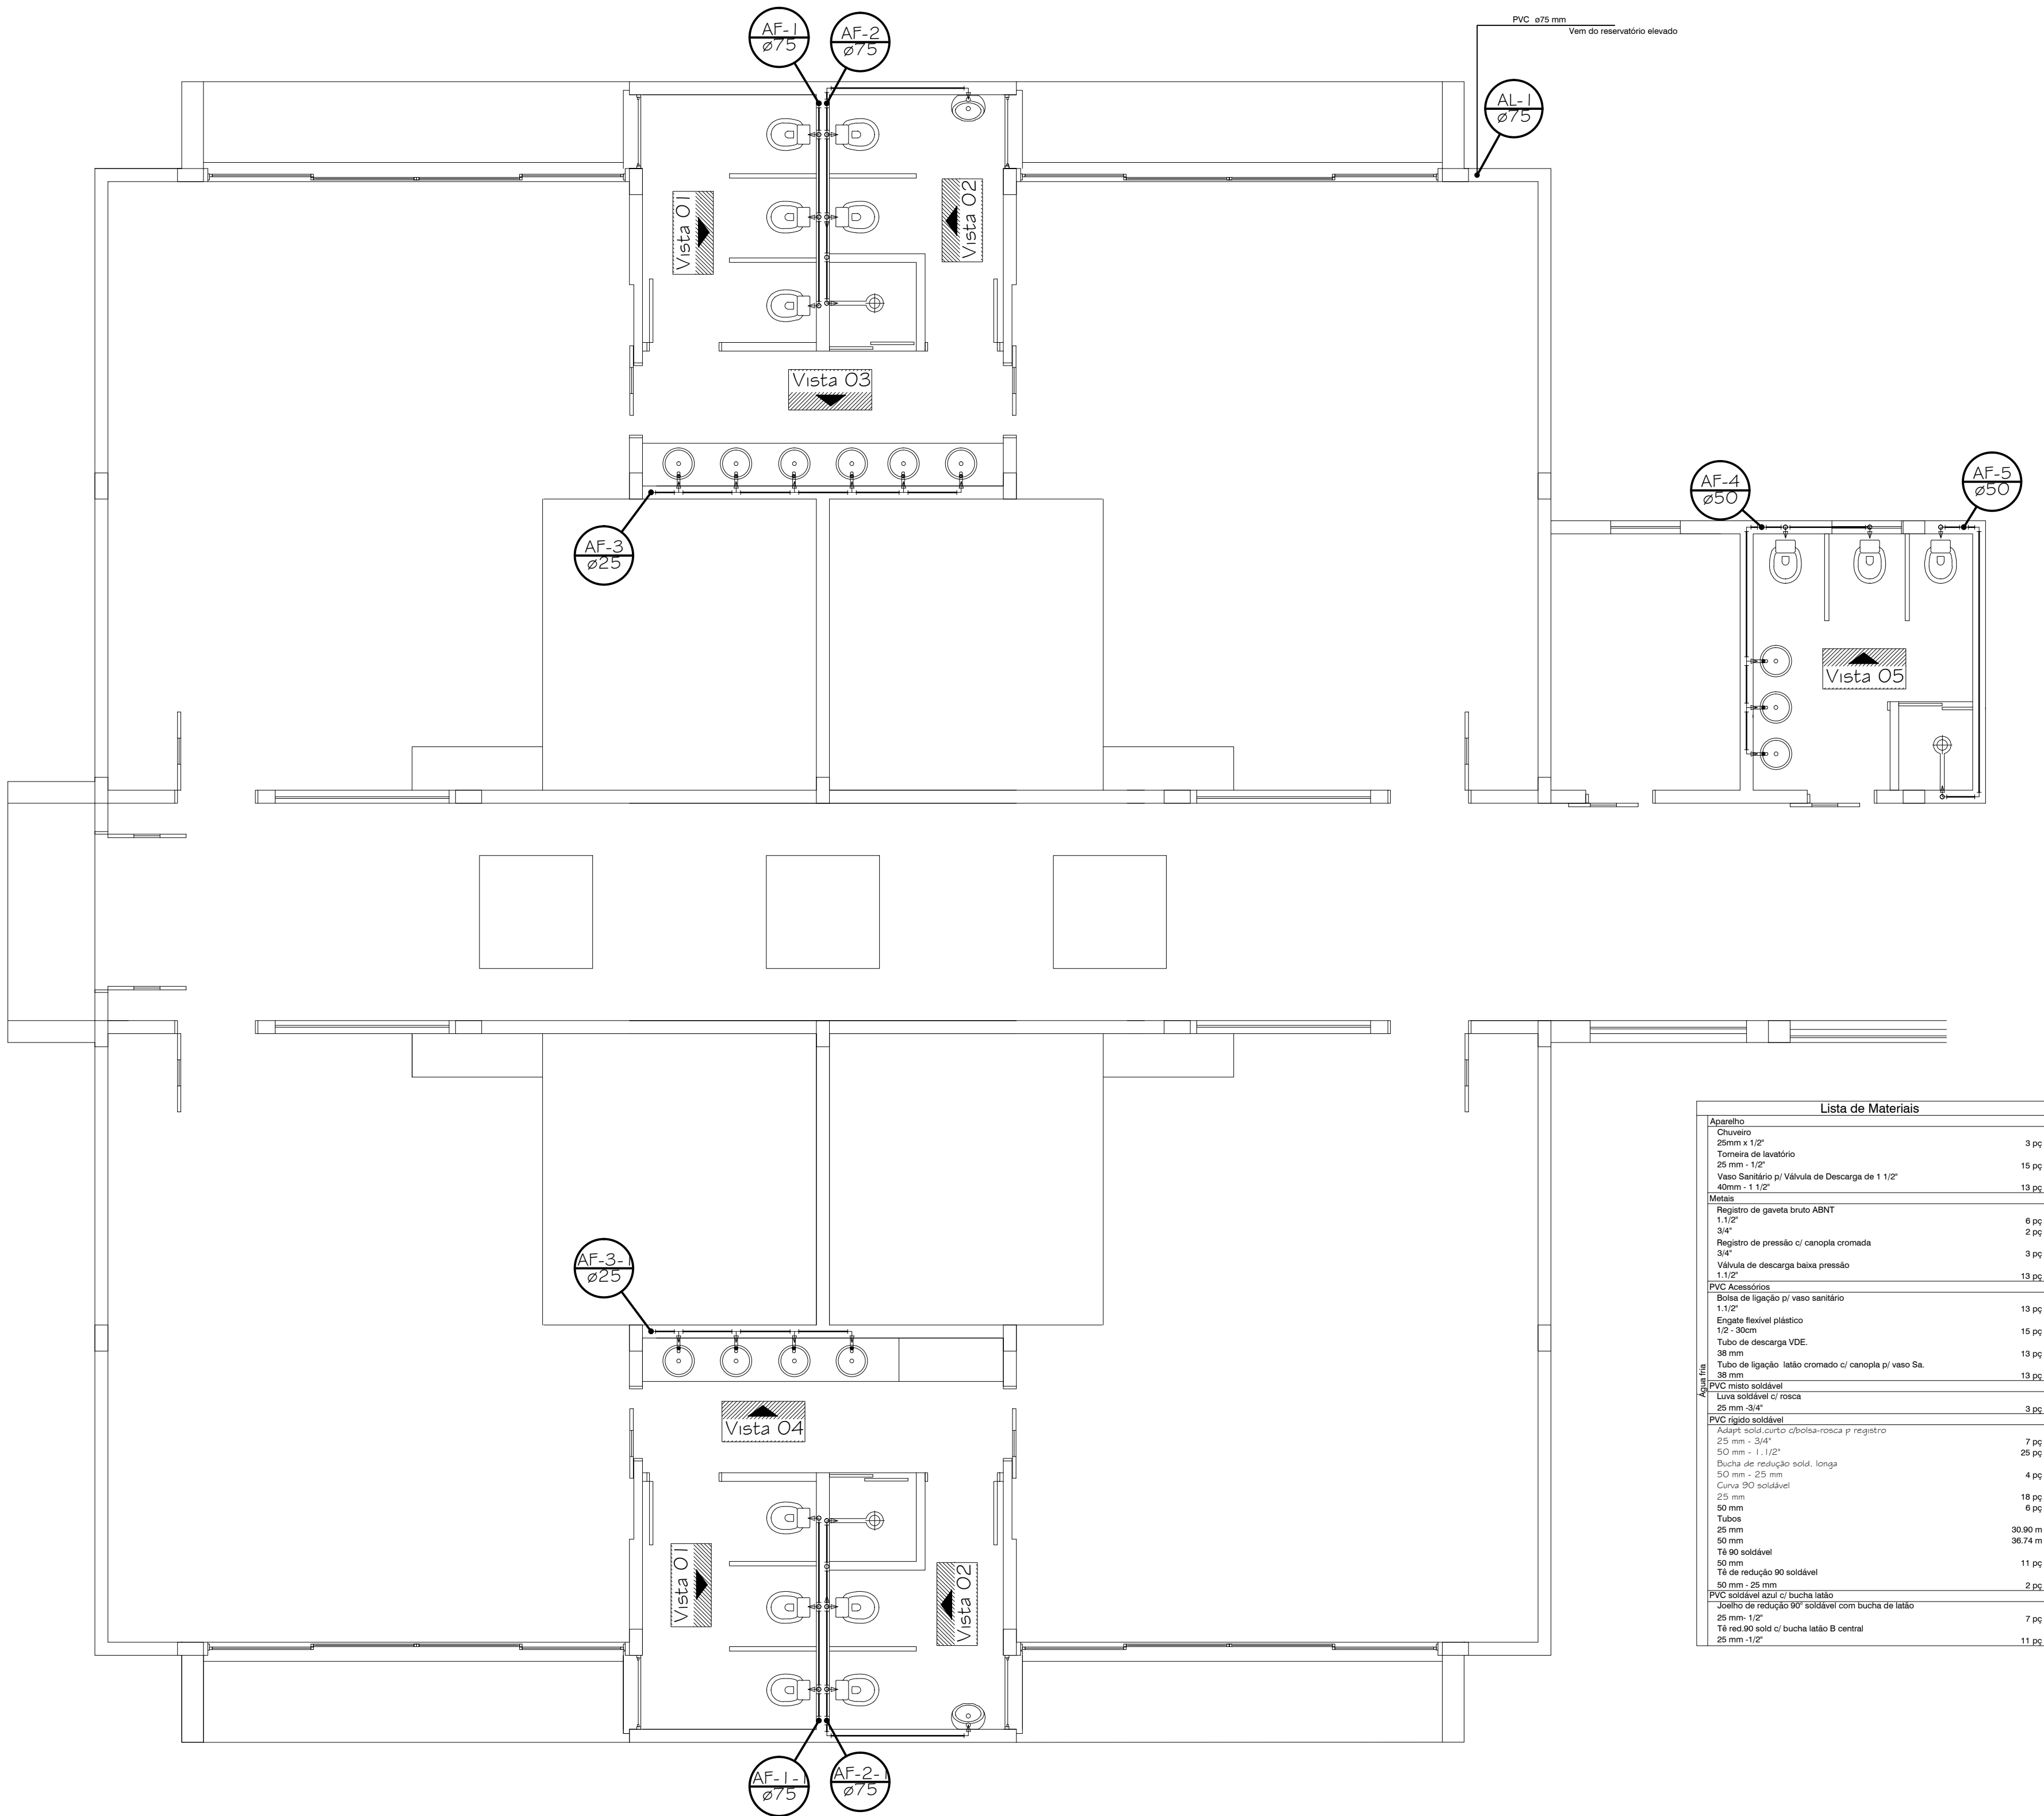 AF-1
ø75
AF-2
ø75
PVC ø75 mm
Vem do reservatório elevado
AL-1
ø75
Vista 01
Vista 02
Vista 03
AF-3
ø25
AF-4
ø50
AF-5
ø50
Vista 05
AF-3-1
ø25
Vista 04
Vista 01
Vista 02
AF-1-1
ø75
AF-2-1
ø75
Lista de Materiais
Água fria
Aparelho
Chuveiro
25mm x 1/2" 3 pç
Torneira de lavatório
25 mm - 1/2" 15 pç
Vaso Sanitário p/ Válvula de Descarga de 1 1/2"
40mm - 1 1/2" 13 pç
Metais
Registro de gaveta bruto ABNT
1.1/2" 6 pç
3/4" 2 pç
Registro de pressão c/ canopla cromada
3/4" 3 pç
Válvula de descarga baixa pressão
1.1/2" 13 pç
PVC Acessórios
Bolsa de ligação p/ vaso sanitário
1.1/2" 13 pç
Engate flexível plástico
1/2 - 30cm 15 pç
Tubo de descarga VDE.
38 mm 13 pç
Tubo de ligação latão cromado c/ canopla p/ vaso Sa.
38 mm 13 pç
PVC misto soldável
Luva soldável c/ rosca
25 mm -3/4" 3 pç
PVC rígido soldável
Adapt sold.curto c/bolsa-rosca p registro
25 mm - 3/4" 7 pç
50 mm - 1.1/2" 25 pç
Bucha de redução sold. longa
50 mm - 25 mm 4 pç
Curva 90 soldável
25 mm 18 pç
50 mm 6 pç
Tubos
25 mm 30.90 m
50 mm 36.74 m
Tê 90 soldável
50 mm 11 pç
Tê de redução 90 soldável
50 mm - 25 mm 2 pç
PVC soldável azul c/ bucha latão
Joelho de redução 90° soldável com bucha de latão
25 mm- 1/2" 7 pç
Tê red.90 sold c/ bucha latão B central
25 mm -1/2" 11 pç